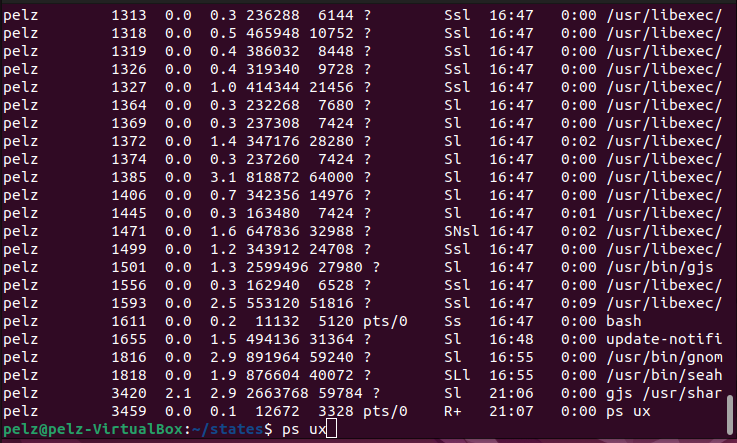 pelz 1313 0.0 0.3 236288 6144 ? Ssl 16:47 0:00 /usr/libexec/
pelz 1318 0.0 0.5 465948 10752 ? Ssl 16:47 0:00 /usr/libexec/
pelz 1319 0.0 0.4 386032 8448 ? Ssl 16:47 0:00 /usr/libexec/
pelz 1326 0.0 0.4 319340 9728 ? Ssl 16:47 0:00 /usr/libexec/
pelz 1327 0.0 1.0 414344 21456 ? Ssl 16:47 0:00 /usr/libexec/
pelz 1364 0.0 0.3 232268 7680 ? Sl 16:47 0:00 /usr/libexec/
pelz 1369 0.0 0.3 237308 7424 ? Sl 16:47 0:00 /usr/libexec/
pelz 1372 0.0 1.4 347176 28280 ? Sl 16:47 0:02 /usr/libexec/
pelz 1374 0.0 0.3 237260 7424 ? Sl 16:47 0:00 /usr/libexec/
pelz 1385 0.0 3.1 818872 64000 ? Sl 16:47 0:00 /usr/libexec/
pelz 1406 0.0 0.7 342356 14976 ? Sl 16:47 0:00 /usr/libexec/
pelz 1445 0.0 0.3 163480 7424 ? Sl 16:47 0:01 /usr/libexec/
pelz 1471 0.0 1.6 647836 32988 ? SNsl 16:47 0:02 /usr/libexec/
pelz 1499 0.0 1.2 343912 24708 ? Ssl 16:47 0:00 /usr/libexec/
pelz 1501 0.0 1.3 2599496 27980 ? Sl 16:47 0:00 /usr/bin/gjs
pelz 1556 0.0 0.3 162940 6528 ? Ssl 16:47 0:00 /usr/libexec/
pelz 1593 0.0 2.5 553120 51816 ? Ssl 16:47 0:09 /usr/libexec/
pelz 1611 0.0 0.2 11132 5120 pts/0 Ss 16:47 0:00 bash
pelz 1655 0.0 1.5 494136 31364 ? Sl 16:48 0:00 update-notifi
pelz 1816 0.0 2.9 891964 59240 ? Sl 16:55 0:00 /usr/bin/gnom
pelz 1818 0.0 1.9 876604 40072 ? SLl 16:55 0:00 /usr/bin/seah
pelz 3420 2.1 2.9 2663768 59784 ? Sl 21:06 0:00 gjs /usr/shar
pelz 3459 0.0 0.1 12672 3328 pts/0 R+ 21:07 0:00 ps ux
pelz@pelz-VirtualBox:~/states$ ps ux